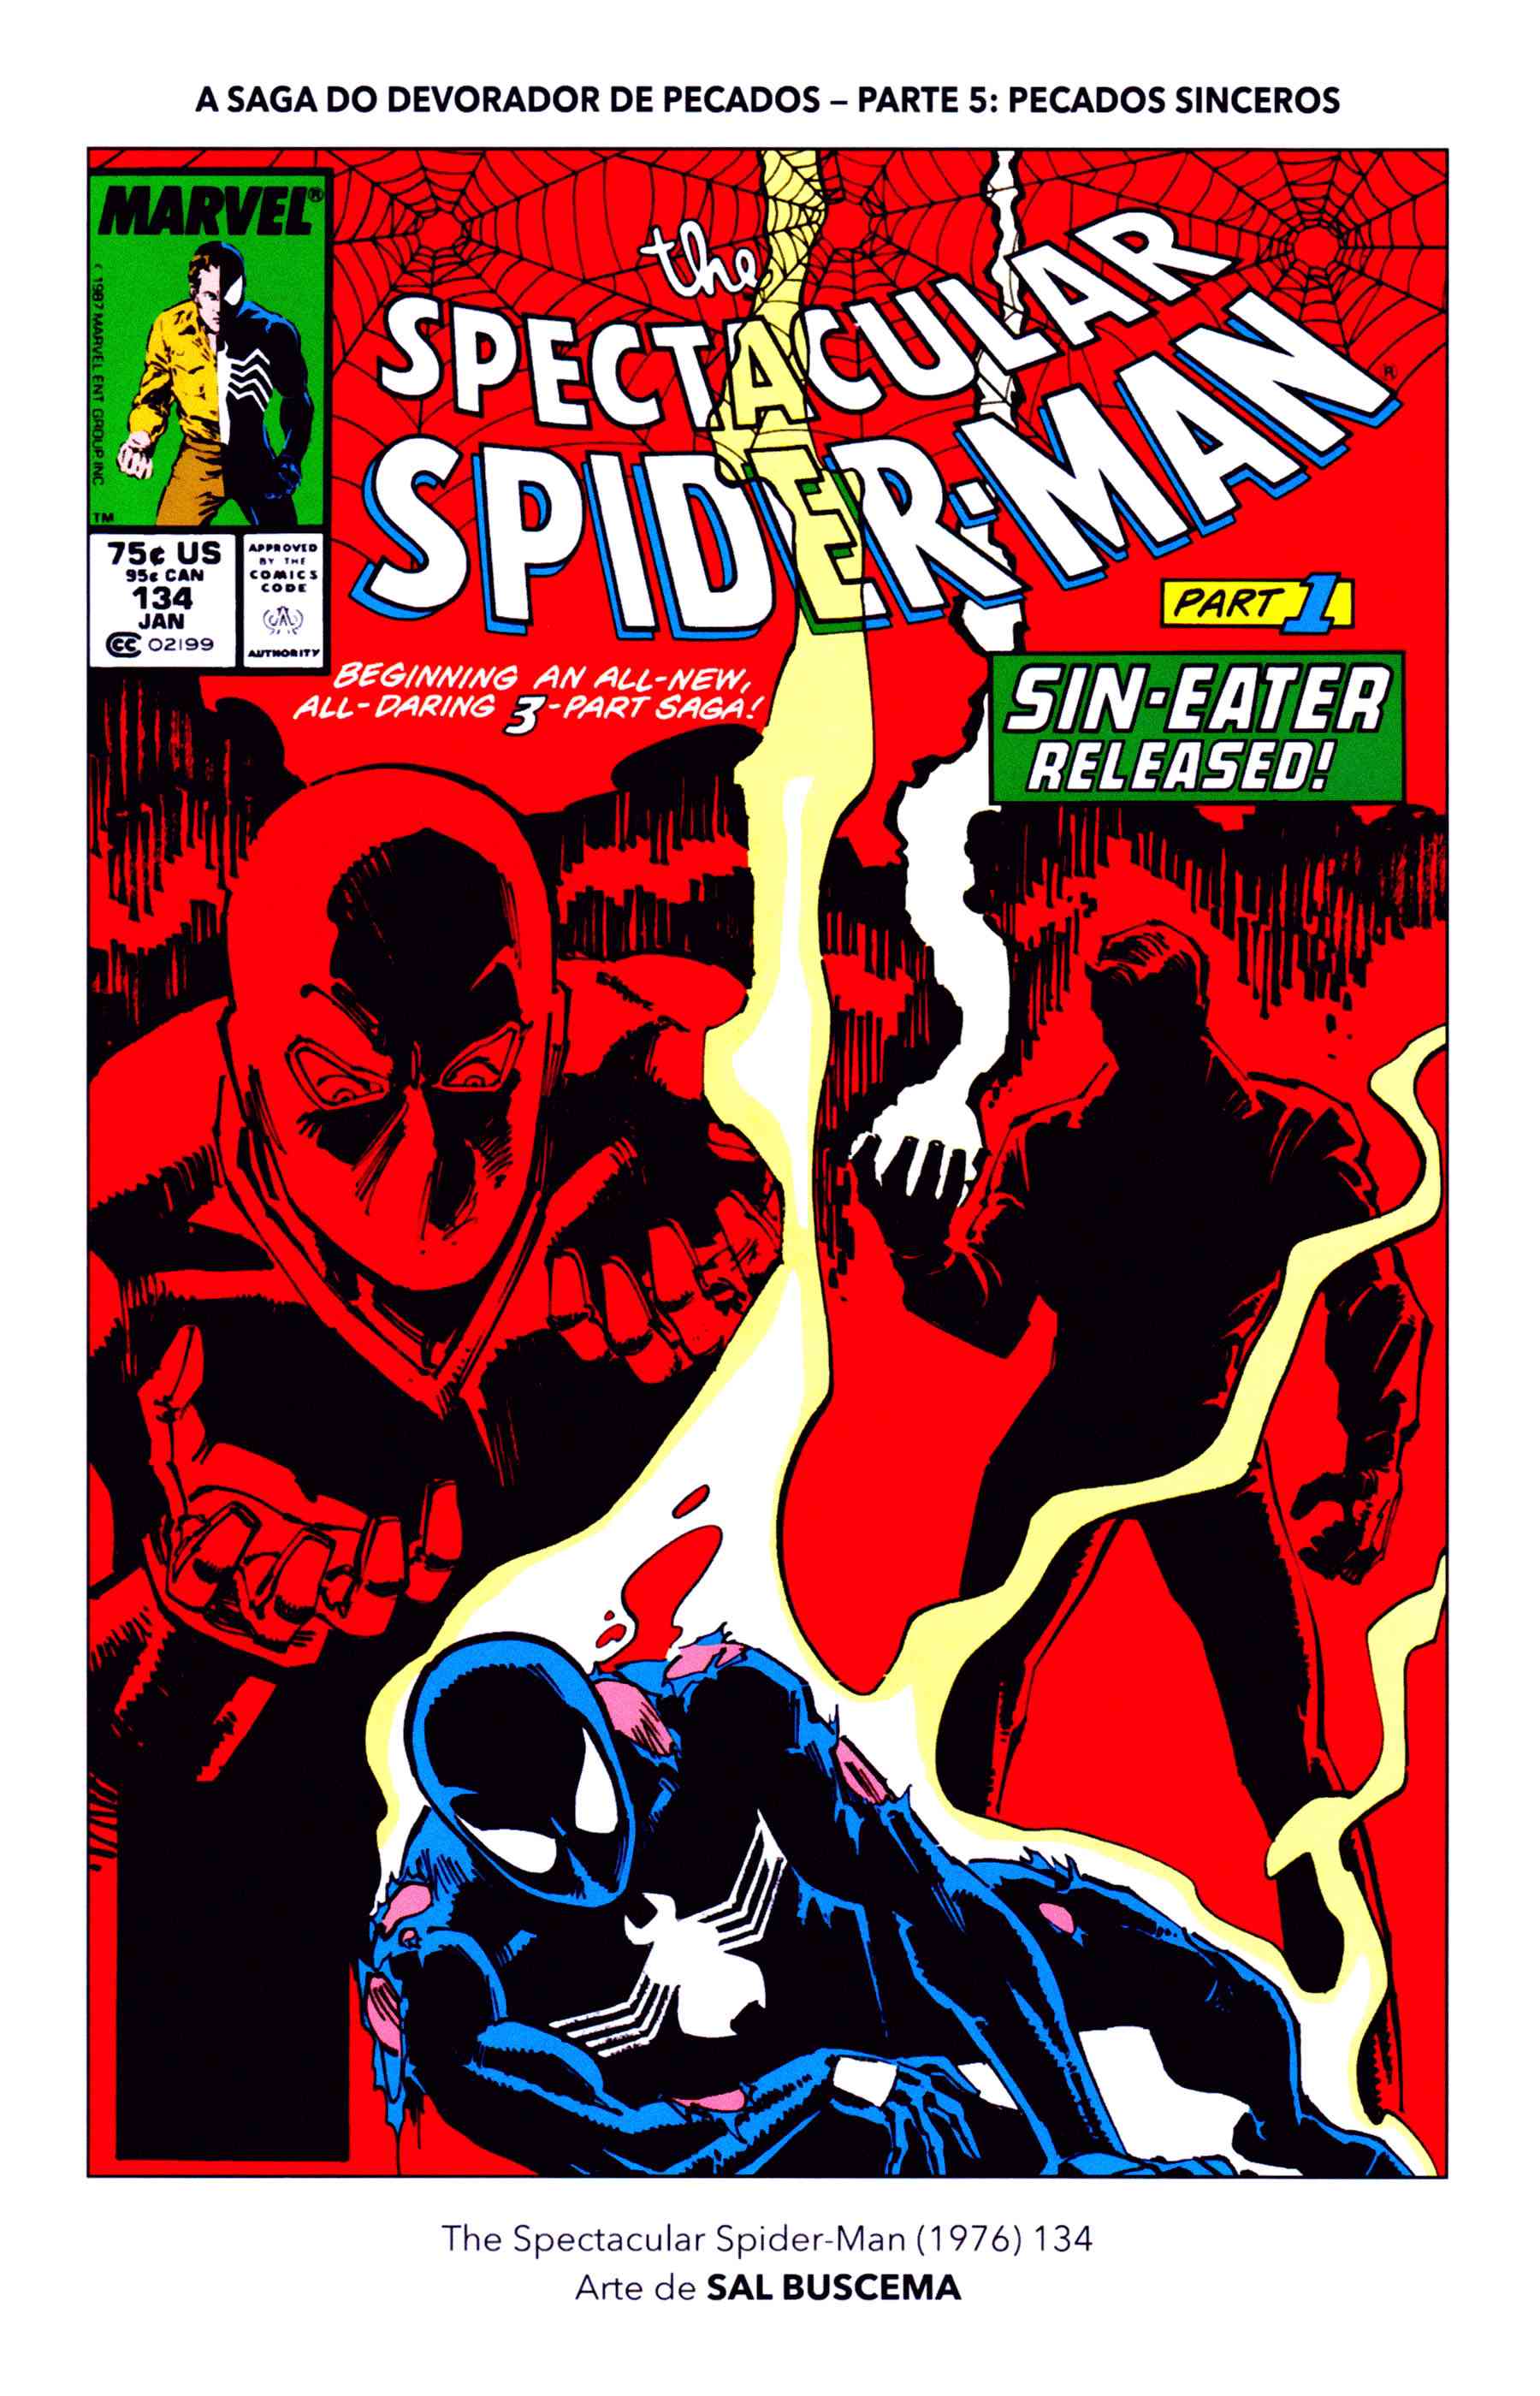 A SAGA DO DEVORADOR DE PECADOS – PARTE 5: PECADOS SINCEROS
MARVEL®
© 1987 MARVEL ENT. GROUP, INC.
TM
75¢ US
95¢ CAN
134
JAN
CC 02199
APPROVED
BY THE
COMICS
CODE
AUTHORITY
the
SPECTACULAR
SPIDER-MAN
®
BEGINNING AN ALL-NEW,
ALL-DARING 3-PART SAGA!
PART 1
SIN-EATER
RELEASED!
The Spectacular Spider-Man (1976) 134
Arte de SAL BUSCEMA